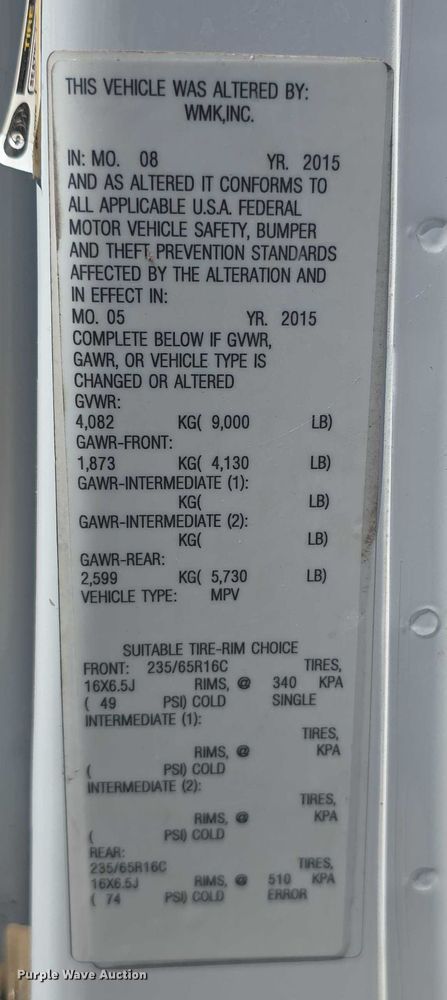 THIS VEHICLE WAS ALTERED BY:
WMK,INC.
IN: MO. 08 YR. 2015
AND AS ALTERED IT CONFORMS TO
ALL APPLICABLE U.S.A. FEDERAL
MOTOR VEHICLE SAFETY, BUMPER
AND THEFT PREVENTION STANDARDS
AFFECTED BY THE ALTERATION AND
IN EFFECT IN:
MO. 05 YR. 2015
COMPLETE BELOW IF GVWR,
GAWR, OR VEHICLE TYPE IS
CHANGED OR ALTERED
GVWR:
4,082 KG( 9,000 LB)
GAWR-FRONT:
1,873 KG( 4,130 LB)
GAWR-INTERMEDIATE (1):
KG( LB)
GAWR-INTERMEDIATE (2):
KG( LB)
GAWR-REAR:
2,599 KG( 5,730 LB)
VEHICLE TYPE: MPV
SUITABLE TIRE-RIM CHOICE
FRONT: 235/65R16C TIRES,
16X6.5J RIMS, @ 340 KPA
( 49 PSI) COLD SINGLE
INTERMEDIATE (1):
TIRES,
RIMS, @ KPA
( PSI) COLD
INTERMEDIATE (2):
TIRES,
RIMS, @ KPA
( PSI) COLD
REAR:
235/65R16C TIRES,
16X6.5J RIMS, @ 510 KPA
( 74 PSI) COLD ERROR
Purple Wave Auction